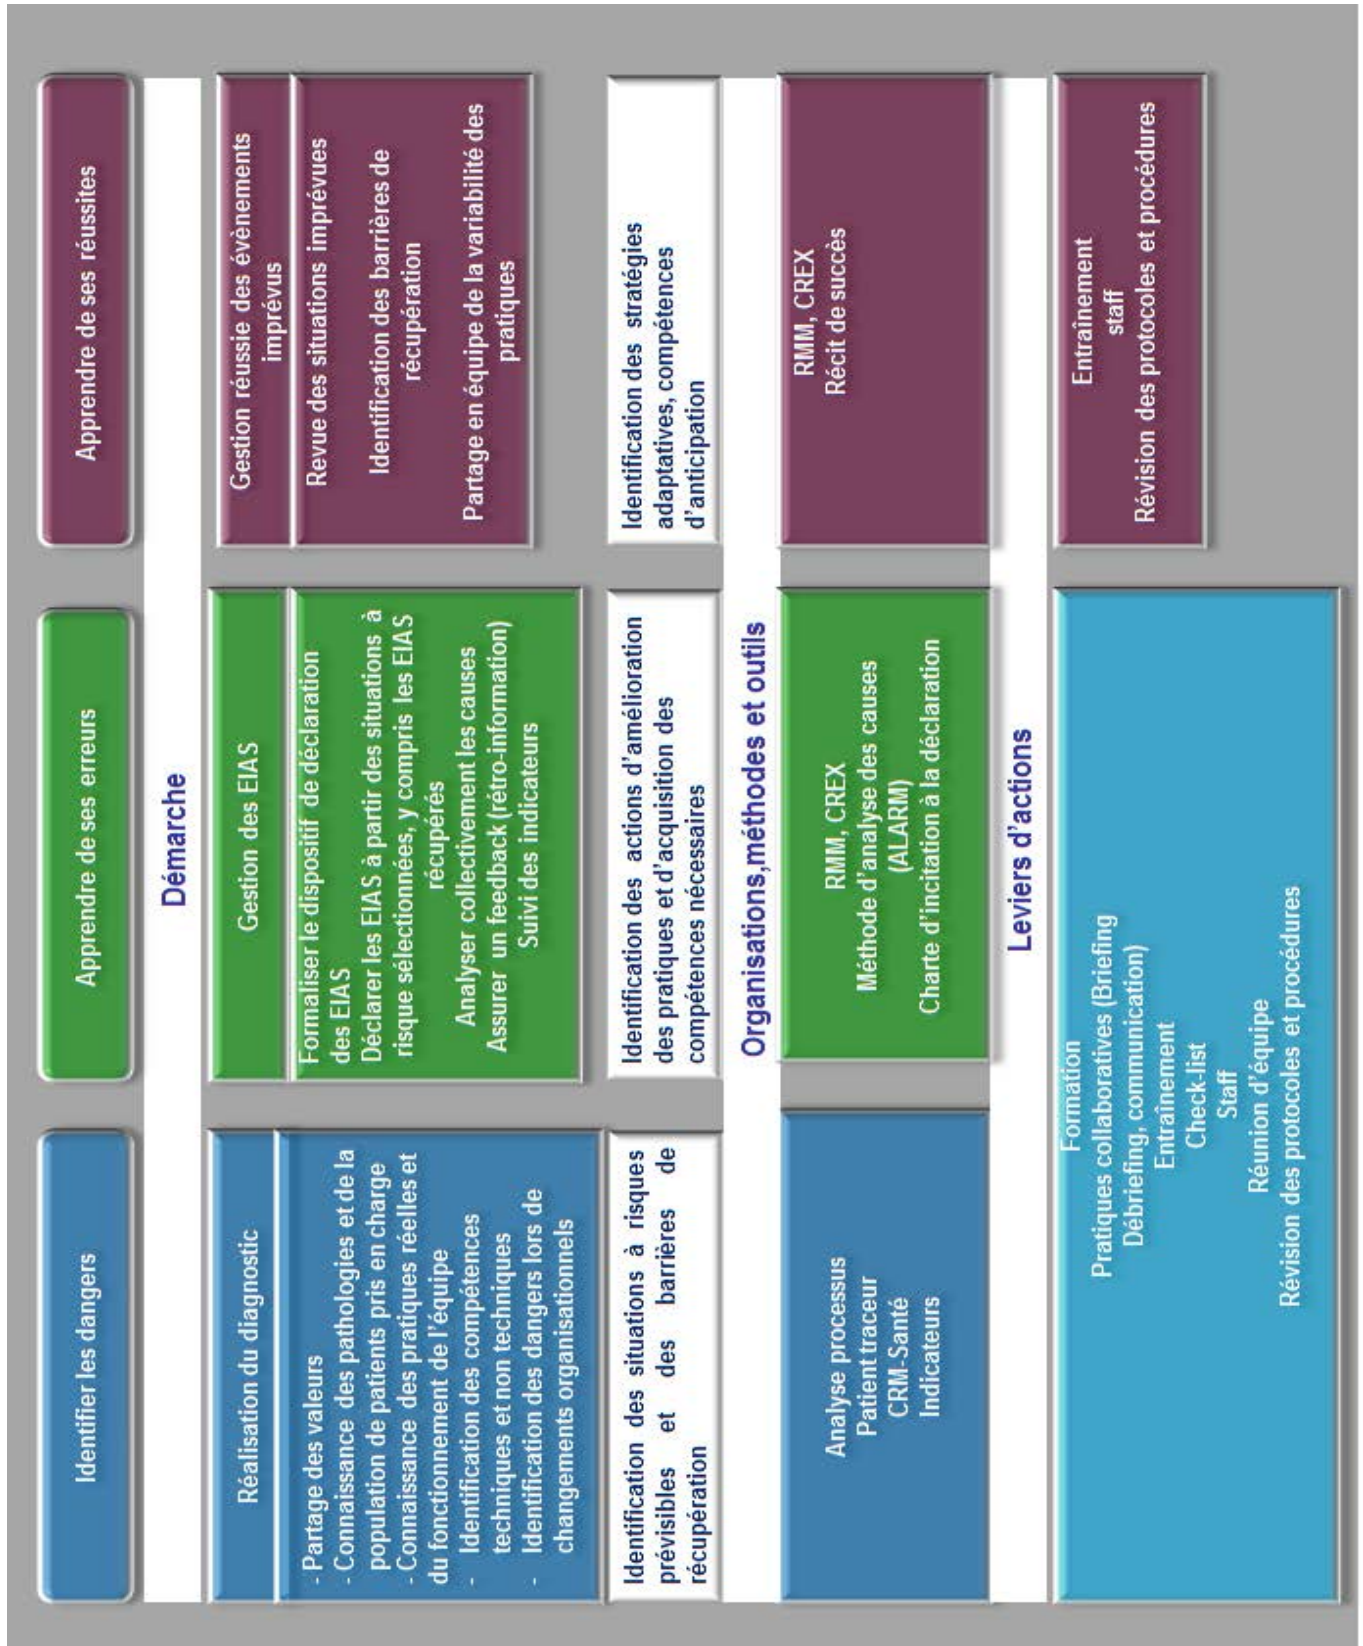 Identifier les dangers
Apprendre de ses erreurs
Apprendre de ses réussites
Démarche
Réalisation du diagnostic
- Partage des valeurs
- Connaissance des pathologies et de la
population de patients pris en charge
- Connaissance des pratiques réelles et
du fonctionnement de l'équipe
- Identification des compétences
techniques et non techniques
- Identification des dangers lors de
changements organisationnels
Gestion des EIAS
Formaliser le dispositif de déclaration
des EIAS
Déclarer les EIAS à partir des situations à
risque sélectionnées, y compris les EIAS
récupérés
Analyser collectivement les causes
Assurer un feedback (rétro-information)
Suivi des indicateurs
Gestion réussie des évènements
imprévus
Revue des situations imprévues
Identification des barrières de
récupération
Partage en équipe de la variabilité des
pratiques
Identification des situations à risques
prévisibles et des barrières de
récupération
Identification des actions d'amélioration
des pratiques et d'acquisition des
compétences nécessaires
Identification des stratégies
adaptatives, compétences
d'anticipation
Organisations,méthodes et outils
Analyse processus
Patient traceur
CRM-Santé
Indicateurs
RMM, CREX
Méthode d'analyse des causes
(ALARM)
Charte d'incitation à la déclaration
RMM, CREX
Récit de succès
Leviers d'actions
Formation
Pratiques collaboratives (Briefing
Débriefing, communication)
Entraînement
Check-list
Staff
Réunion d'équipe
Révision des protocoles et procédures
Entraînement
staff
Révision des protocoles et procédures